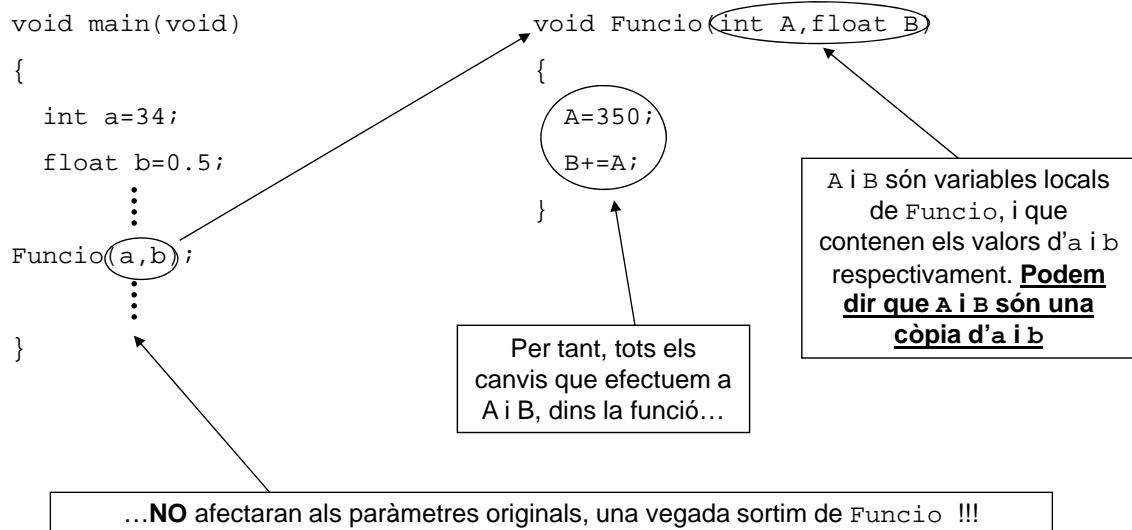 void main(void)
{
int a=34;
float b=0.5;
Funcio(a,b);
}
void Funcio(int A,float B)
{
A=350;
B+=A;
}
A i B són variables locals
de Funcio, i que
contenen els valors d’a i b
respectivament. Podem
dir que A i B són una
còpia d’a i b
Per tant, tots els
canvis que efectuem a
A i B, dins la funció…
…NO afectaran als paràmetres originals, una vegada sortim de Funcio !!!